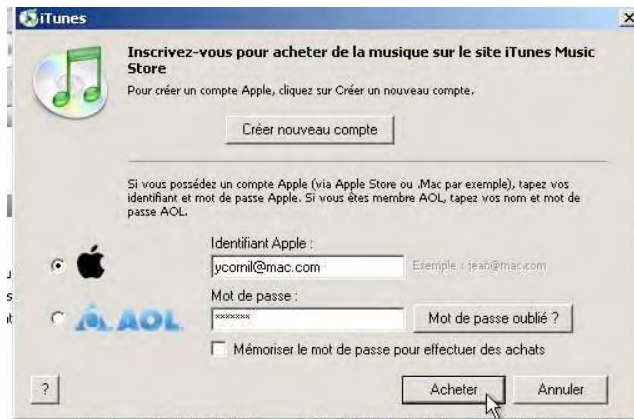 iTunes
Inscrivez-vous pour acheter de la musique sur le site iTunes Music
Store
Pour créer un compte Apple, cliquez sur Créer un nouveau compte.
Créer nouveau compte
Si vous possédez un compte Apple (via Apple Store ou .Mac par exemple), tapez vos
identifiant et mot de passe Apple. Si vous êtes membre AOL, tapez vos nom et mot de
passe AOL.
Identifiant Apple :
ycornil@mac.com
Exemple : jean@mac.com
Mot de passe :
AOL
xxxxxxx
Mot de passe oublié ?
Mémoriser le mot de passe pour effectuer des achats
?
Acheter
Annuler